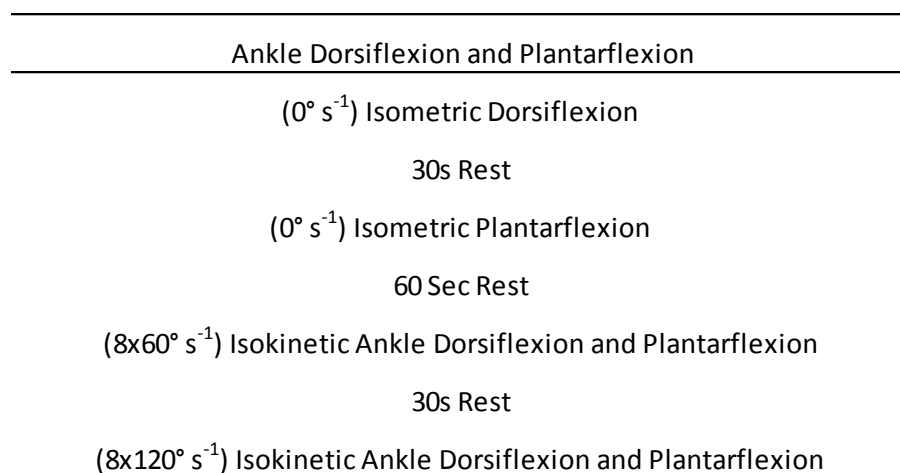 Ankle Dorsiflexion and Plantarflexion
(0° s⁻¹) Isometric Dorsiflexion
30s Rest
(0° s⁻¹) Isometric Plantarflexion
60 Sec Rest
(8x60° s⁻¹) Isokinetic Ankle Dorsiflexion and Plantarflexion
30s Rest
(8x120° s⁻¹) Isokinetic Ankle Dorsiflexion and Plantarflexion